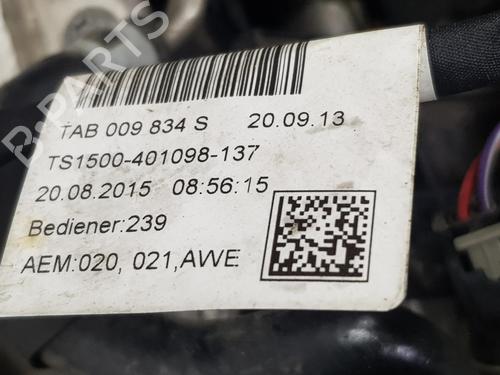 TAB 009 834 S 20.09.13
TS1500-401098-137
20.08.2015 08:56:15
Bediener:239
AEM:020, 021,AWE
B-PARTS